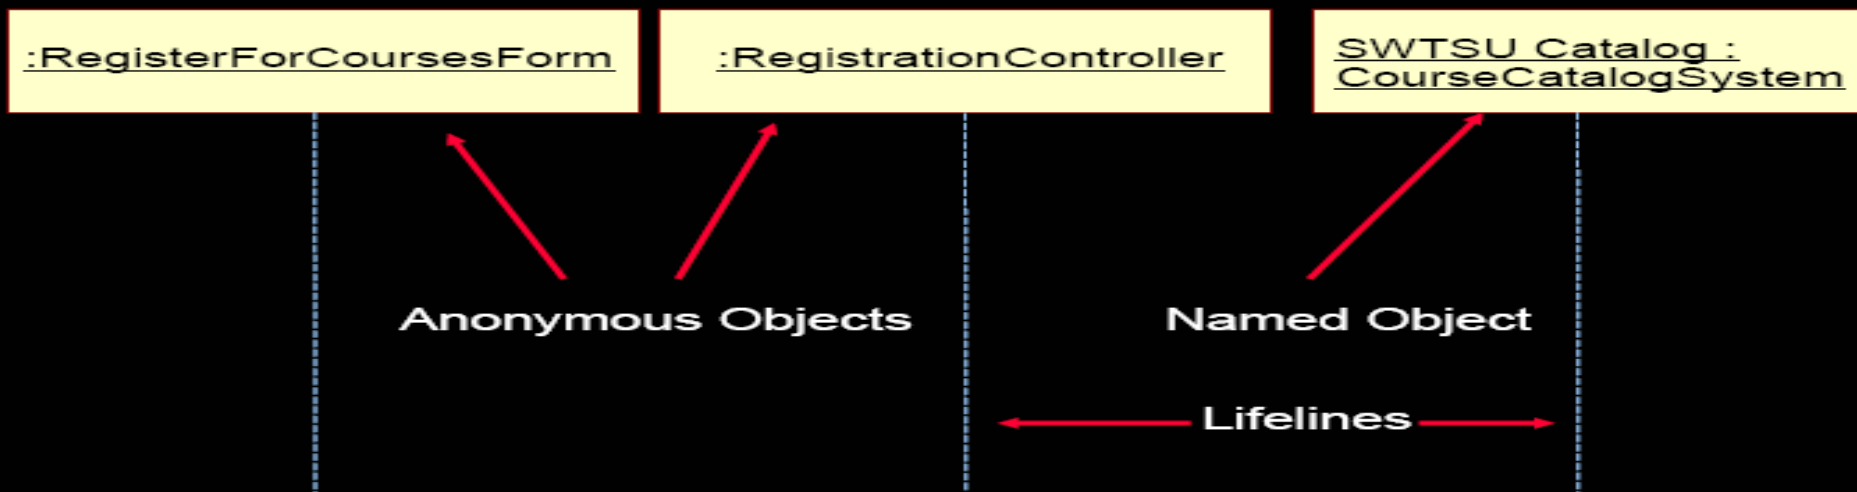 :RegisterForCoursesForm
:RegistrationController
SWTSU Catalog :
CourseCatalogSystem
Anonymous Objects
Named Object
Lifelines